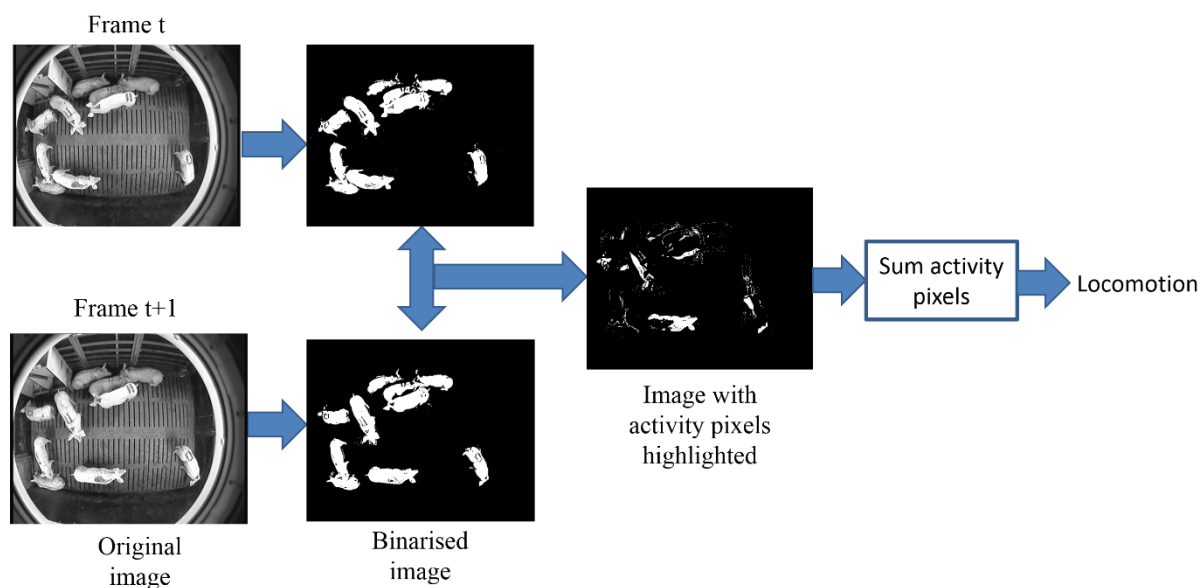 Frame t
Frame t+1
Original
image
Binarised
image
Image with
activity pixels
highlighted
Sum activity
pixels
Locomotion